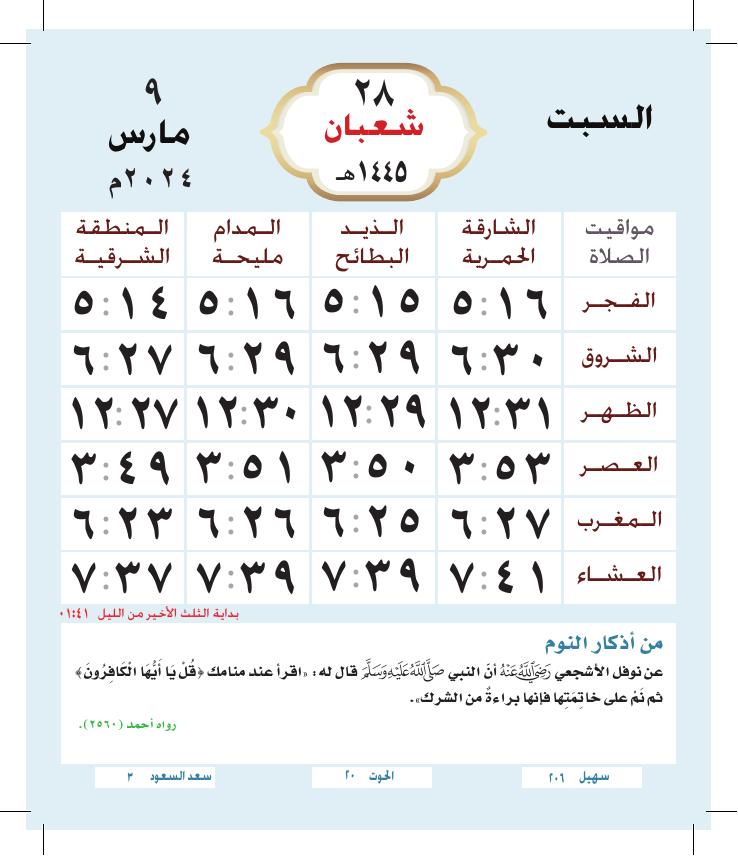 السبت
٢٨
شعبان
١٤٤٥هـ
٩
مارس
٢٠٢٤م
مواقيت الصلاة | الشارقة الحمرية | الذيد البطائح | المدام مليحة | المنطقة الشرقية
الفجر ٥:١٦ ٥:١٥ ٥:١٦ ٥:١٤
الشروق ٦:٣٠ ٦:٢٩ ٦:٢٩ ٦:٢٧
الظهر ١٢:٣١ ١٢:٢٩ ١٢:٣٠ ١٢:٢٧
العصر ٣:٥٣ ٣:٥٠ ٣:٥١ ٣:٤٩
المغرب ٦:٢٧ ٦:٢٥ ٦:٢٦ ٦:٢٣
العشاء ٧:٤١ ٧:٣٩ ٧:٣٩ ٧:٣٧
بداية الثلث الأخير من الليل ٠١:٤١
من أذكار النوم
عن نوفل الأشجعي رَضِيَ اللَّهُ عَنْهُ أنَ النبي صَلَّى اللَّهُ عَلَيْهِ وَسَلَّمَ قال له: «اقرأ عند منامك ﴿قُلْ يَا أَيُّهَا الْكَافِرُونَ﴾
ثم نَمْ على خاتِمَتِها فإنها براءةٌ من الشرك».
رواه أحمد (٢٥٦٠).
سهيل ٢٠٦
الحوت ٢٠
سعد السعود ٣